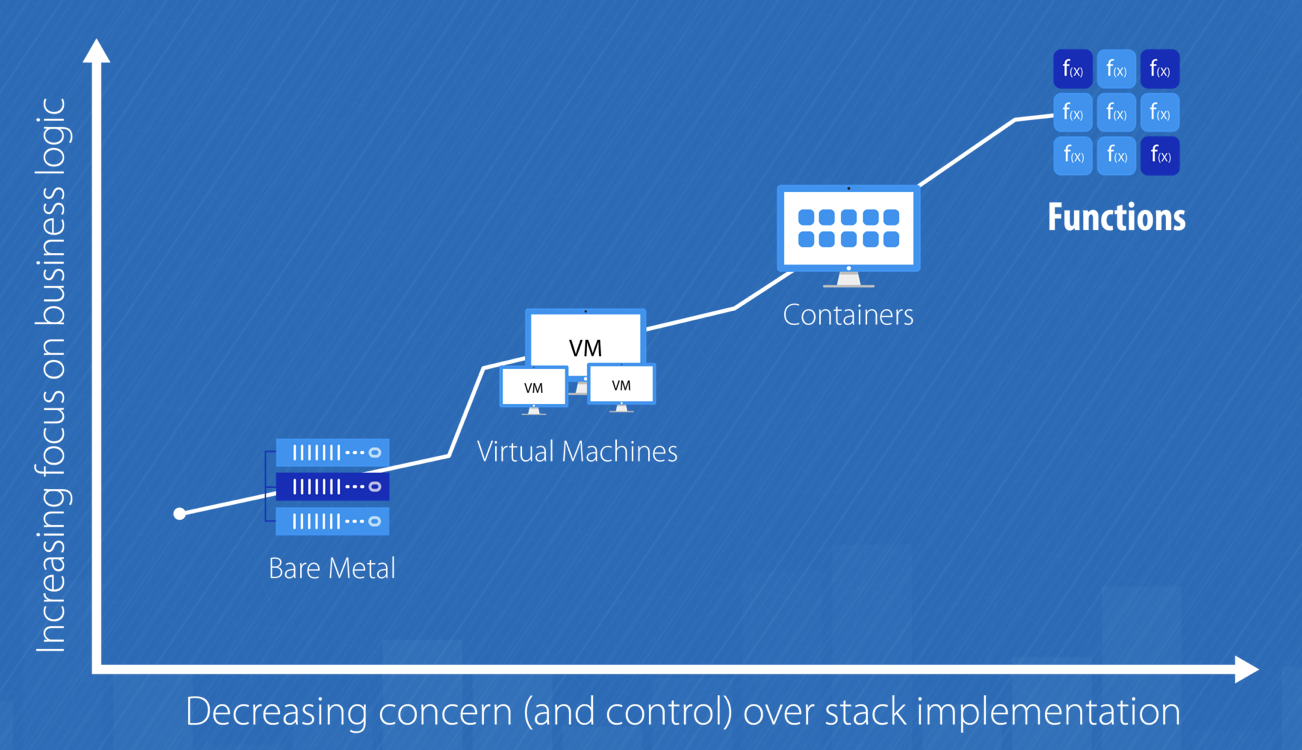 Increasing focus on business logic
f(x) f(x) f(x)
f(x) f(x) f(x)
f(x) f(x) f(x)
Functions
Containers
VM
VM VM
Virtual Machines
Bare Metal
Decreasing concern (and control) over stack implementation